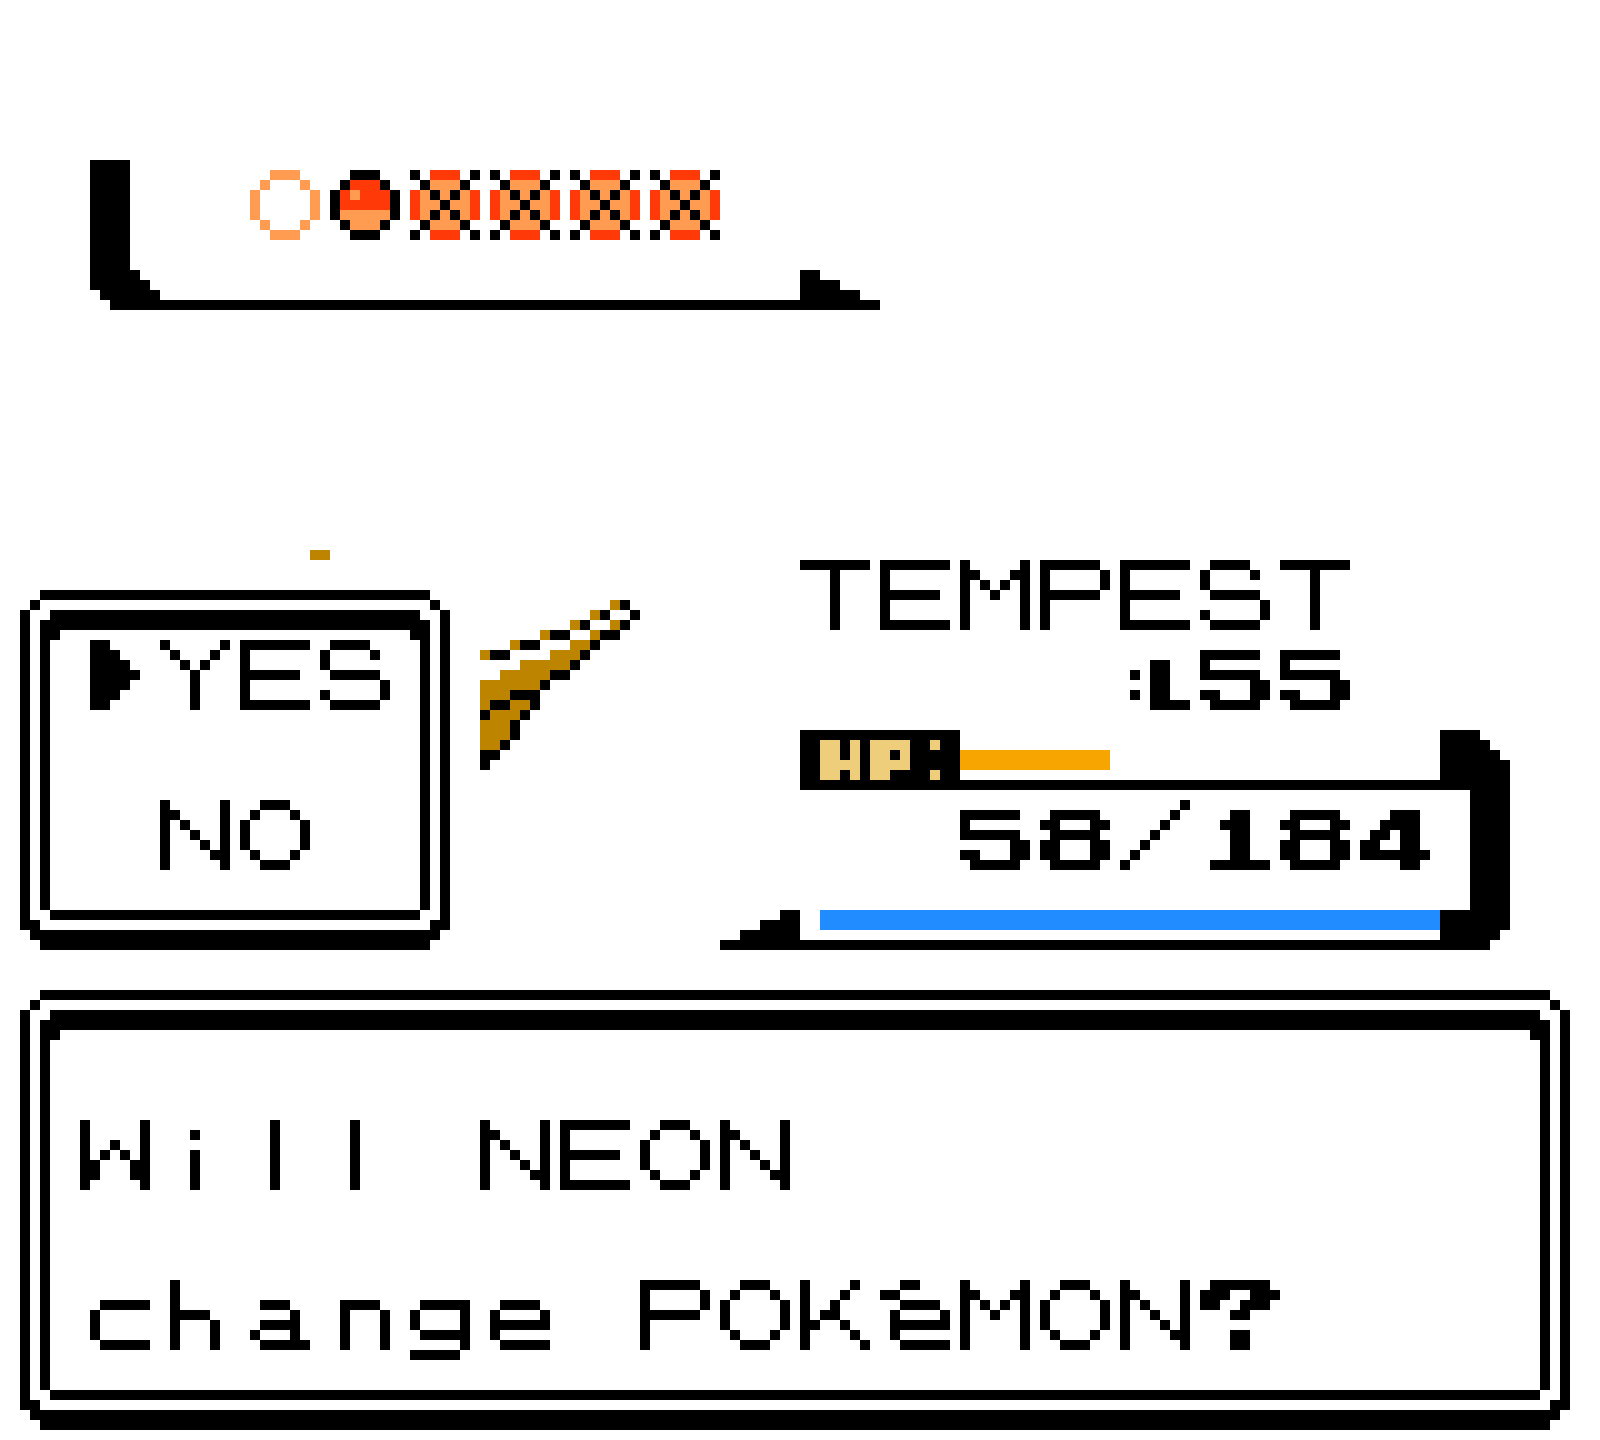 TEMPEST
:L55
HP:
58/184
▶YES
NO
Will NEON
change POKéMON?